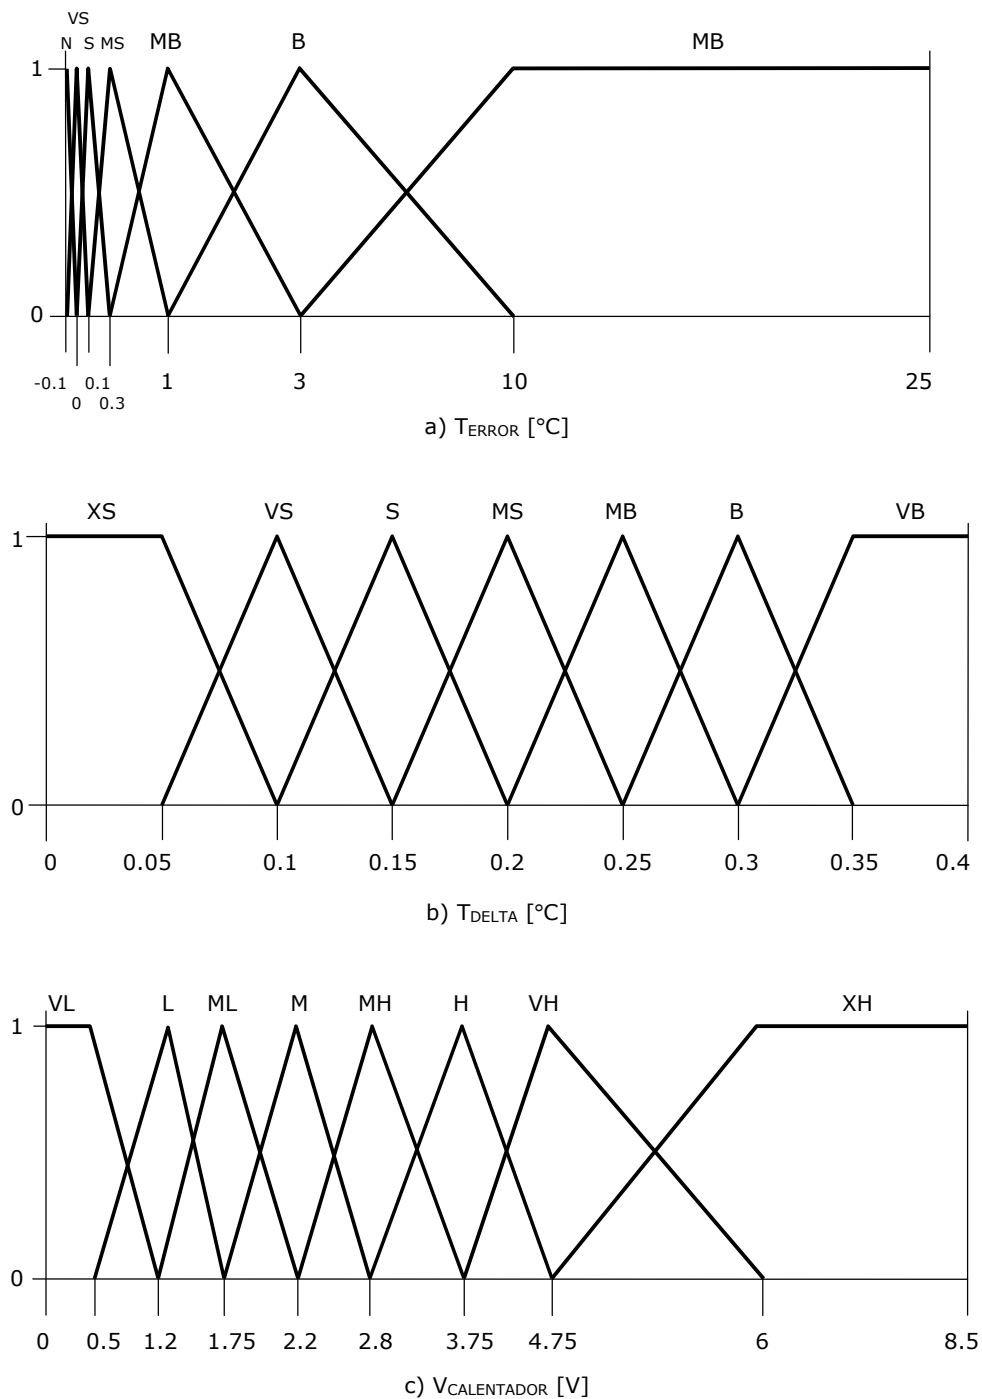 VS
N S MS MB B MB
1
0
-0.1 0.1 1 3 10 25
0 0.3
a) TERROR [°C]
XS VS S MS MB B VB
1
0
0 0.05 0.1 0.15 0.2 0.25 0.3 0.35 0.4
b) TDELTA [°C]
VL L ML M MH H VH XH
1
0
0 0.5 1.2 1.75 2.2 2.8 3.75 4.75 6 8.5
c) VCALENTADOR [V]